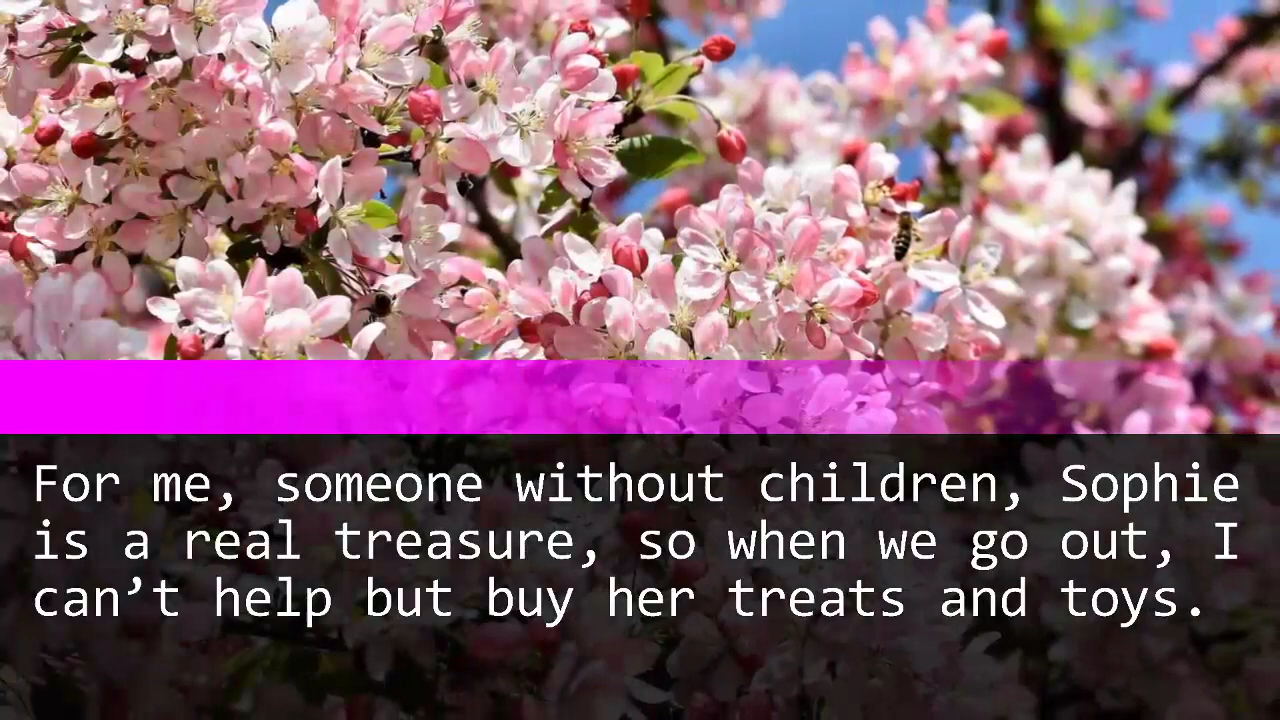 For me, someone without children, Sophie
is a real treasure, so when we go out, I
can’t help but buy her treats and toys.